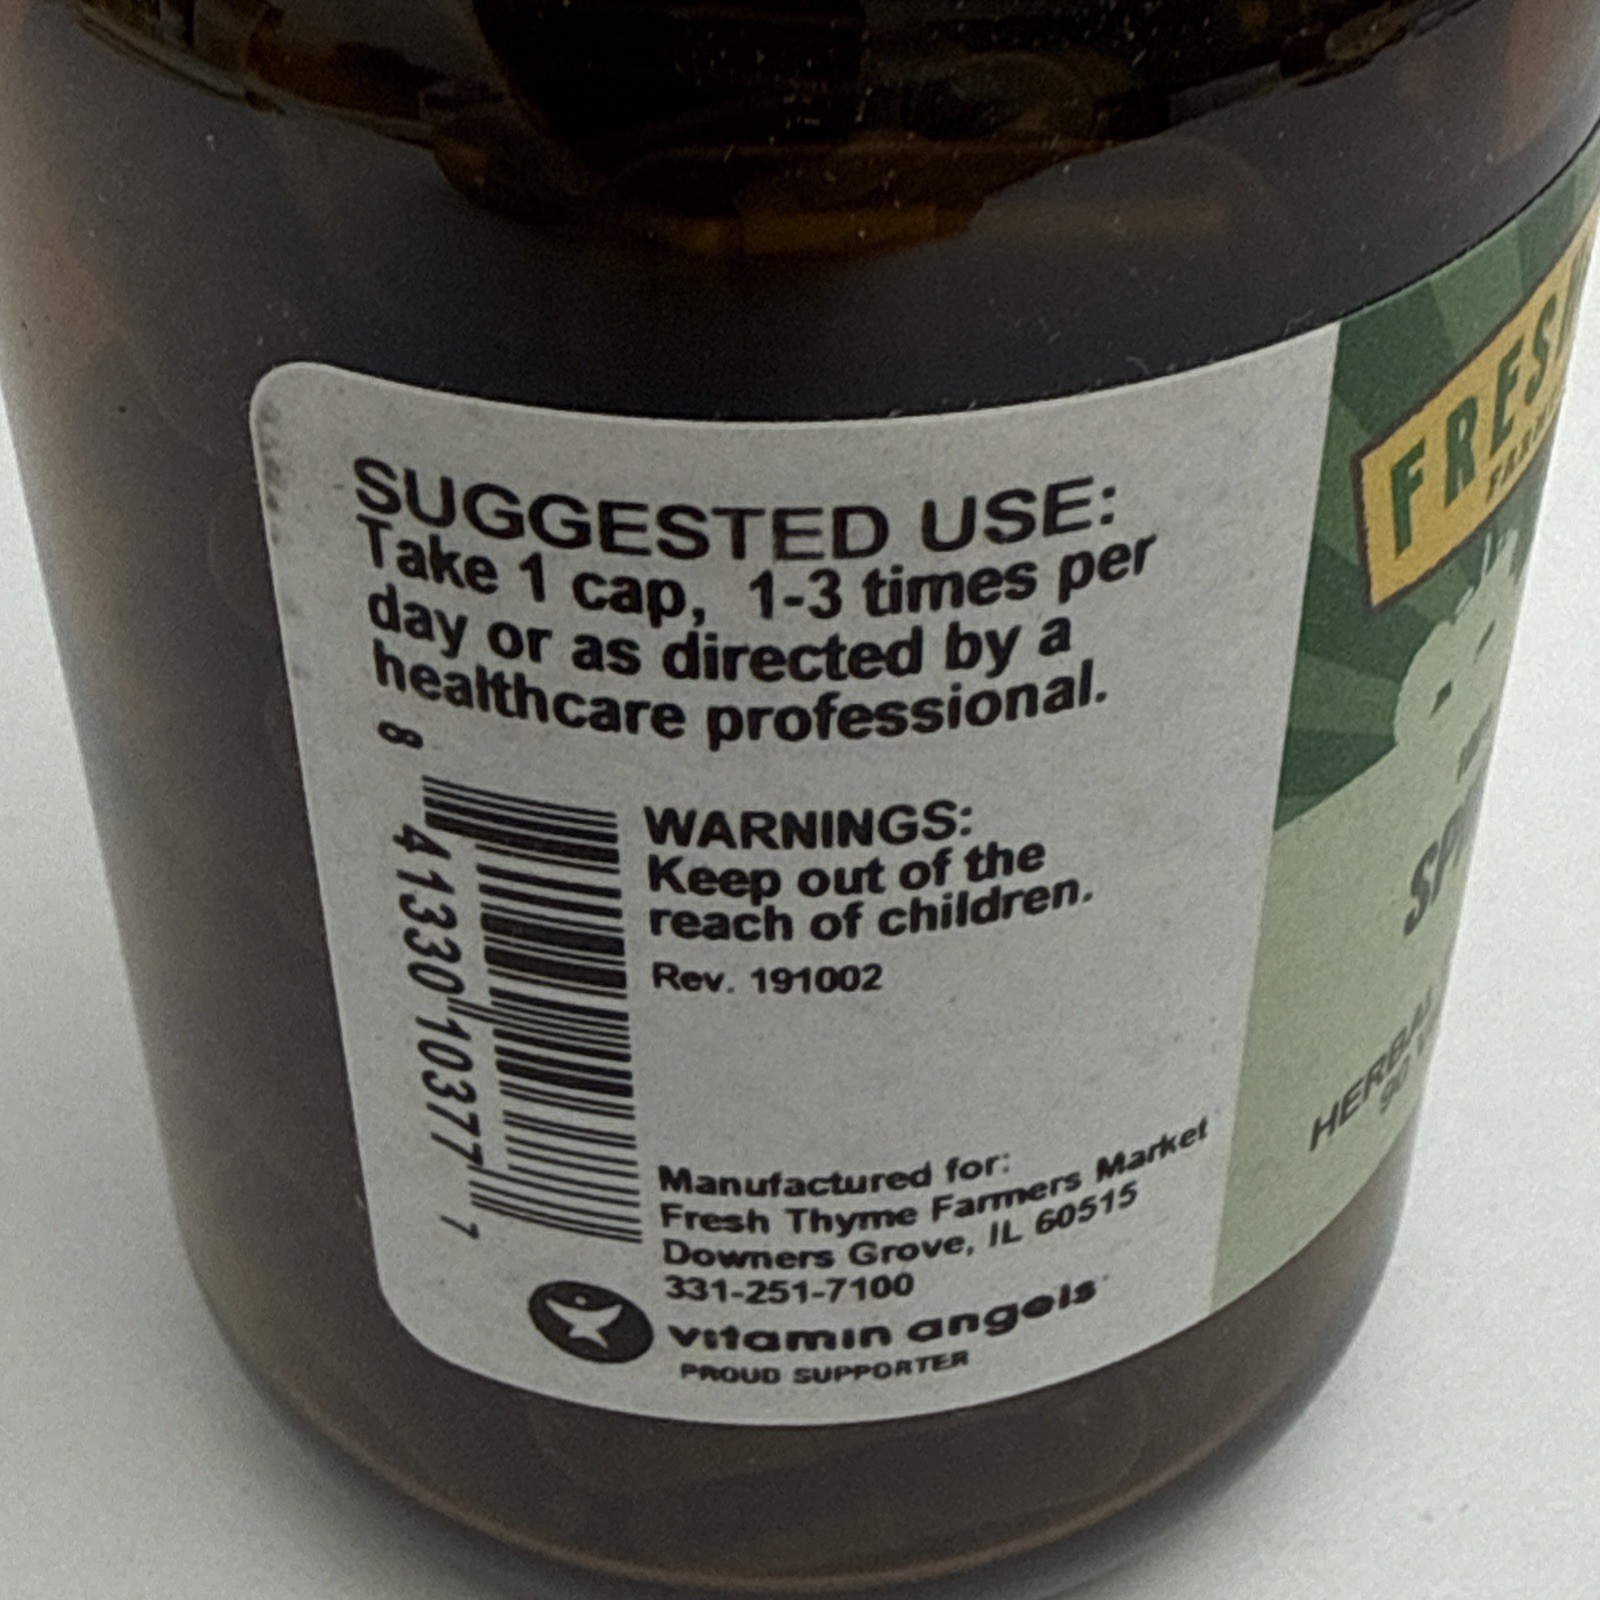 SUGGESTED USE:
Take 1 cap, 1-3 times per
day or as directed by a
healthcare professional.
8 41330 10377 7
WARNINGS:
Keep out of the
reach of children.
Rev. 191002
Manufactured for:
Fresh Thyme Farmers Market
Downers Grove, IL 60515
331-251-7100
vitamin angels
PROUD SUPPORTER
HERBAL
90